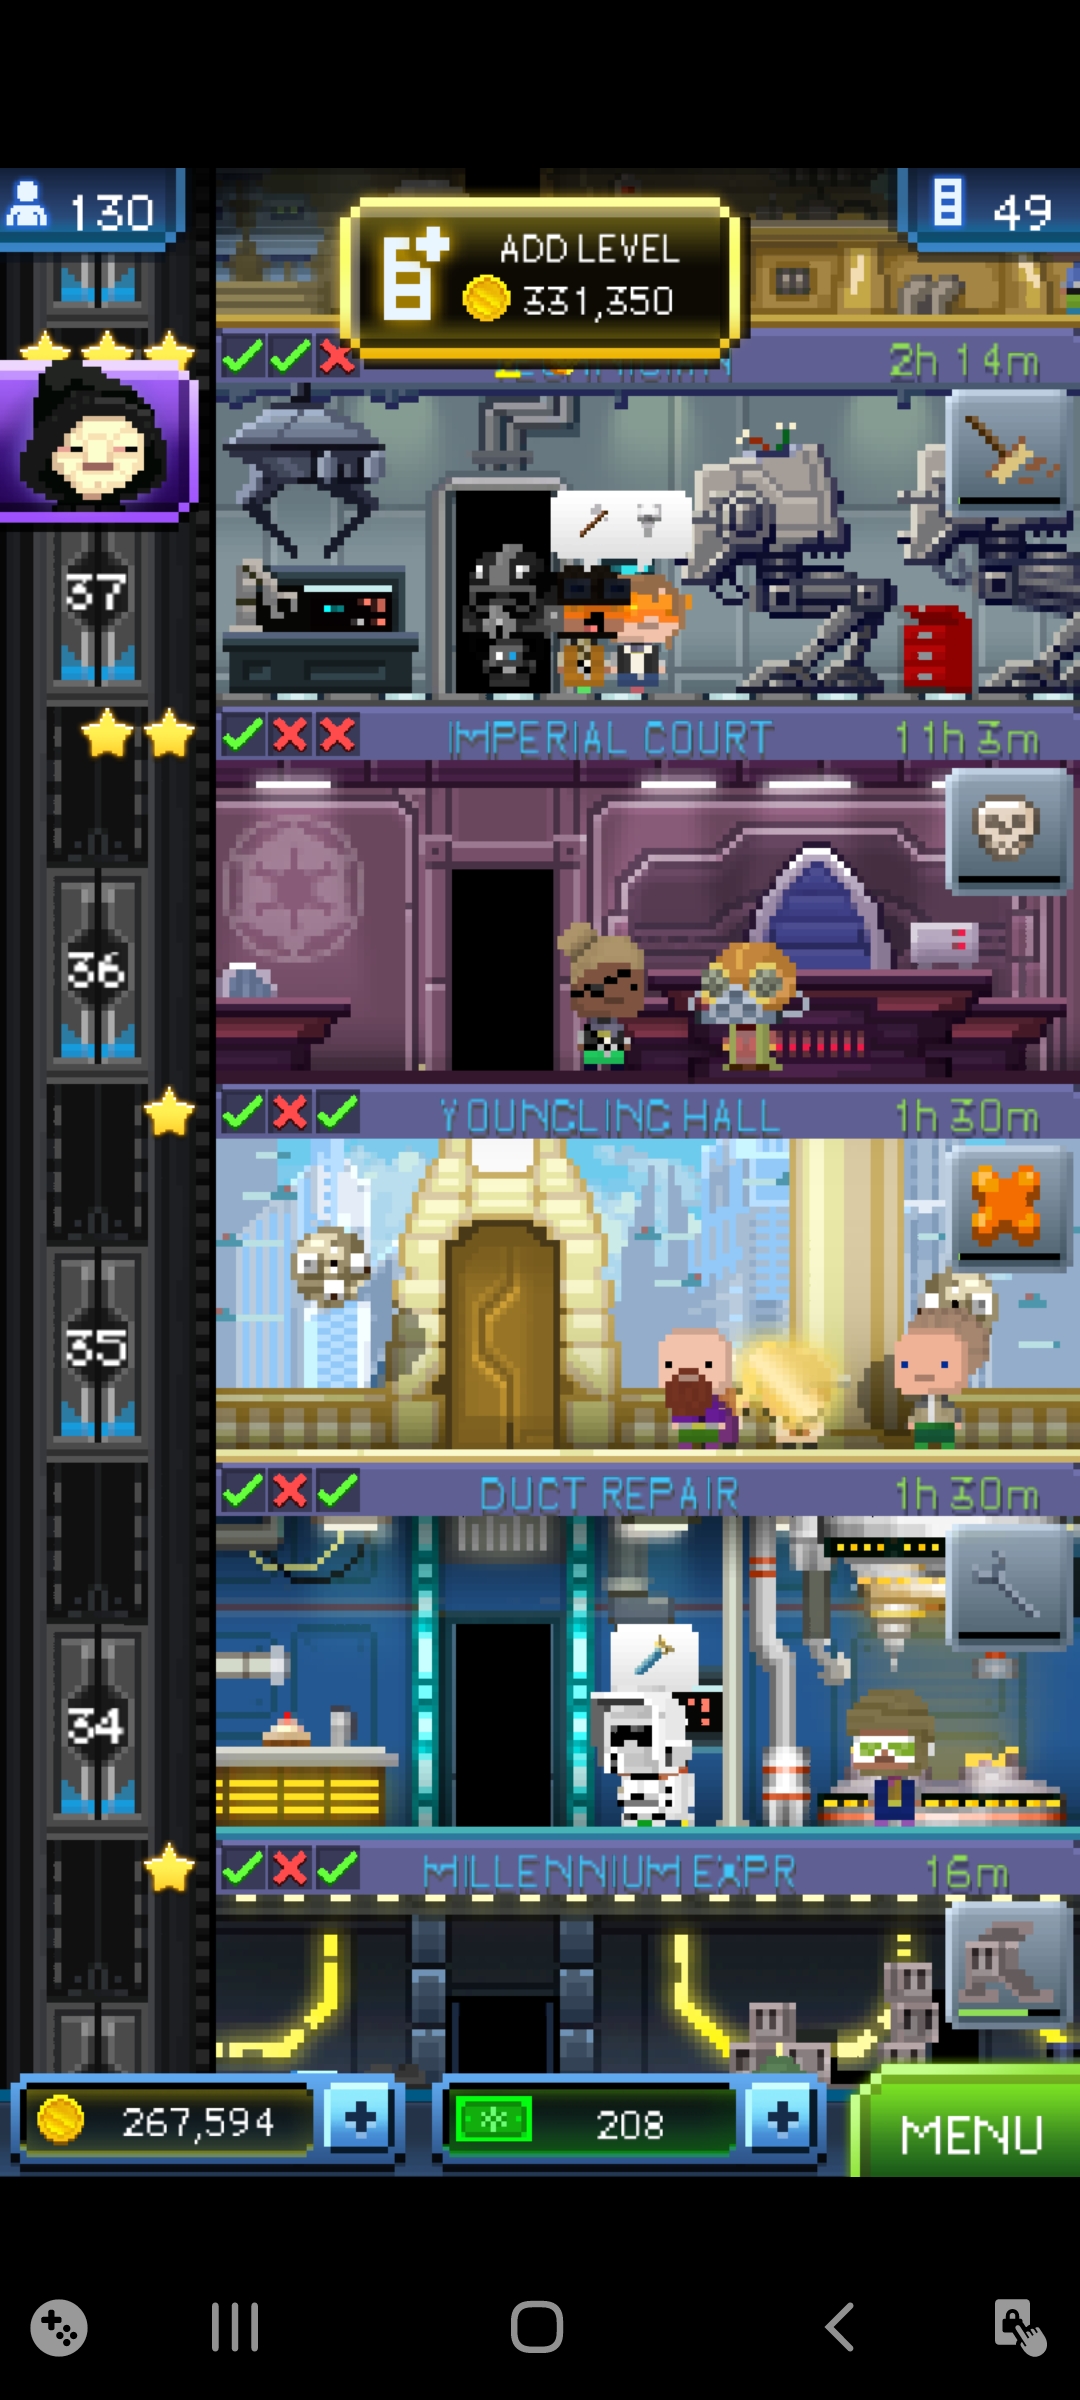 130
49
ADD LEVEL
331,350
2h 14m
37
IMPERIAL COURT
11h 3m
36
YOUNGLING HALL
1h 30m
35
DUCT REPAIR
1h 30m
34
MILLENNIUM EXPR
16m
267,594
208
MENU